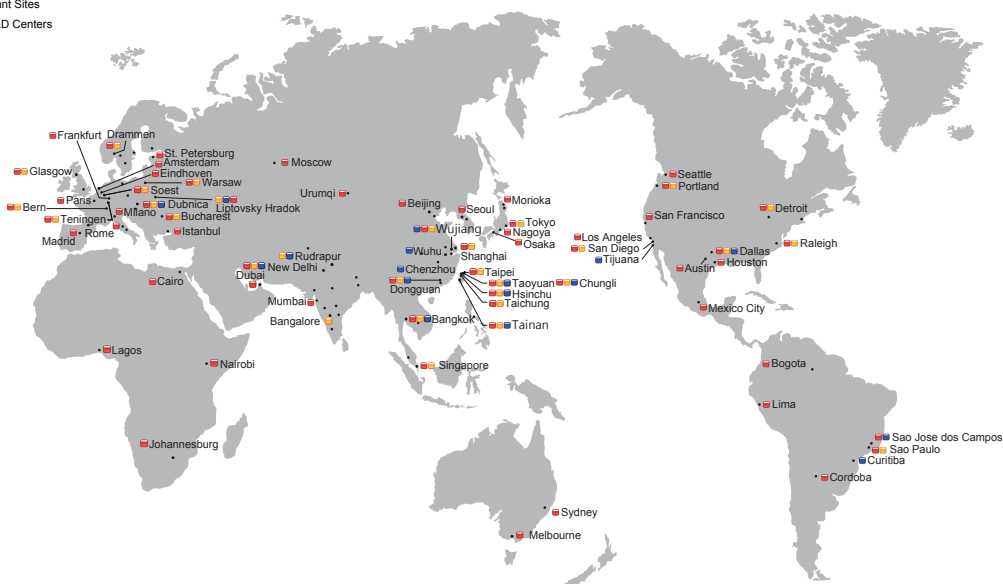 nt Sites
D Centers
Frankfurt
Drammen
St. Petersburg
Amsterdam
Eindhoven
Moscow
Glasgow
Warsaw
Soest
Paris
Dubnica
Liptovsky Hradok
Bern
Milano
Teningen
Bucharest
Rome
Istanbul
Madrid
Urumqi
Beijing
Seoul
Morioka
Tokyo
Nagoya
Osaka
Wujiang
Wuhu
Shanghai
Rudrapur
New Delhi
Dubai
Chenzhou
Taipei
Cairo
Dongguan
Taoyuan
Chungli
Hsinchu
Taichung
Mumbai
Bangalore
Bangkok
Tainan
Lagos
Nairobi
Singapore
Johannesburg
Sydney
Melbourne
Seattle
Portland
San Francisco
Detroit
Los Angeles
San Diego
Raleigh
Tijuana
Dallas
Austin
Houston
Mexico City
Bogota
Lima
Sao Jose dos Campos
Sao Paulo
Curitiba
Cordoba